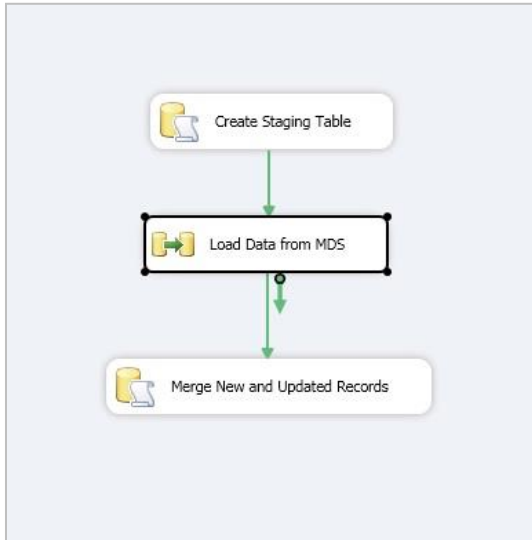 Create Staging Table
Load Data from MDS
Merge New and Updated Records